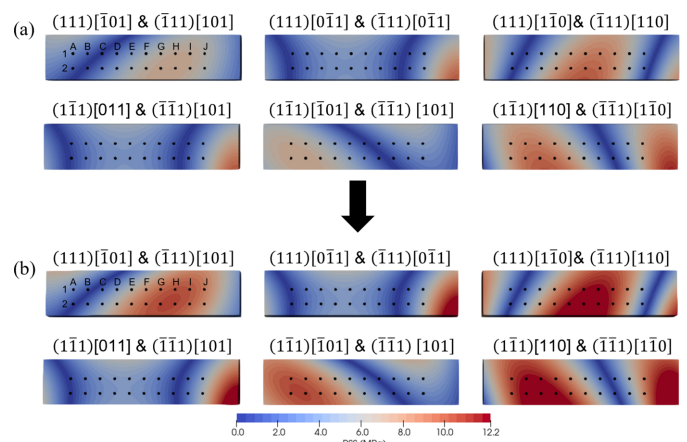 (a)
(111)[1̅01] & (1̅11)[101]
(111)[01̅1] & (1̅11)[01̅1]
(111)[11̅0]& (1̅11)[110]
A B C D E F G H I J
1
2
(11̅1)[011] & (1̅1̅1)[101]
(11̅1)[1̅01] & (1̅1̅1) [101]
(11̅1)[110] & (1̅1̅1)[11̅0]
(b)
(111)[1̅01] & (1̅11)[101]
(111)[01̅1] & (1̅11)[01̅1]
(111)[11̅0]& (1̅11)[110]
A B C D E F G H I J
1
2
(11̅1)[011] & (1̅1̅1)[101]
(11̅1)[1̅01] & (1̅1̅1) [101]
(11̅1)[110] & (1̅1̅1)[11̅0]
0.0 2.0 4.0 6.0 8.0 10.0 12.2